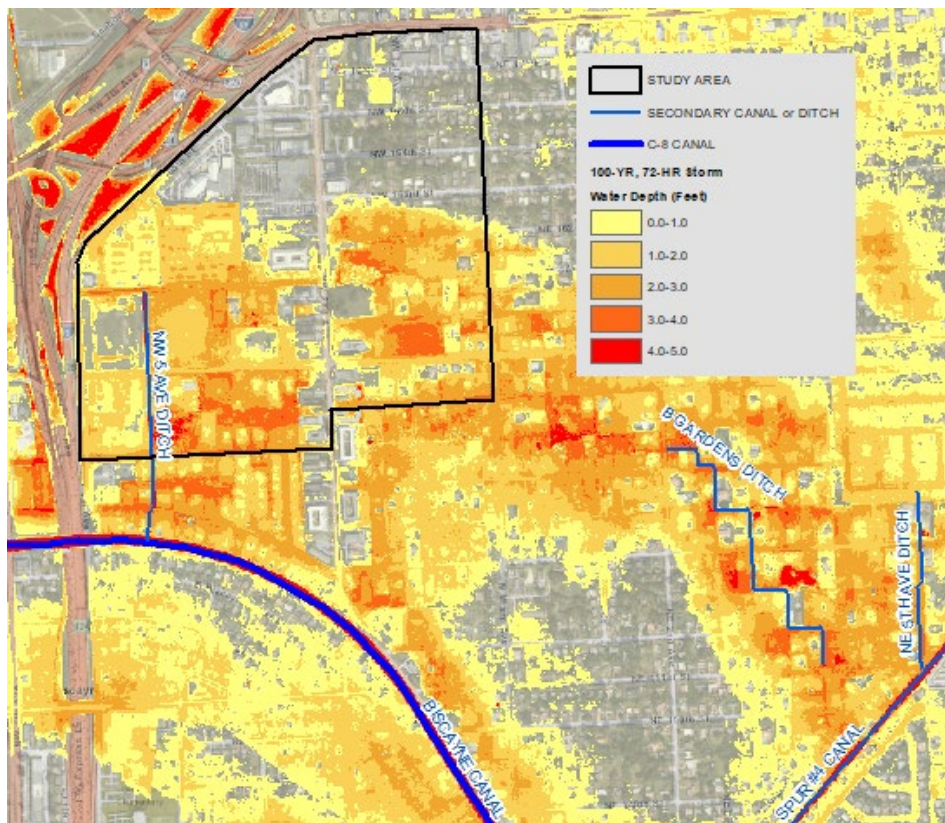 STUDY AREA
SECONDARY CANAL or DITCH
C-8 CANAL
100-YR, 72-HR Storm
Water Depth (Feet)
0.0-1.0
1.0-2.0
2.0-3.0
3.0-4.0
4.0-5.0
NW 5 AVE DITCH
B GARDENS DITCH
NE 5TH AVE DITCH
BISCAYNE CANAL
SPUR #4 CANAL